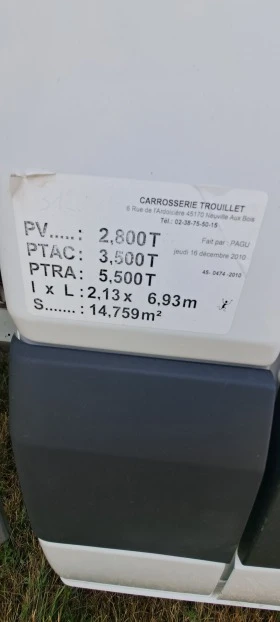 CARROSSERIE TROUILLET
6 Rue de l'Ardoisière 45170 Neuville Aux Bois
Tél.: 02-38-75-50-15
PV.....: 2,800T
Fait par : PAGU
PTAC: 3,500T
jeudi 16 décembre 2010
PTRA: 5,500T
45- 0474 -2010
l x L: 2,13 x 6,93m
S.......: 14,759m²